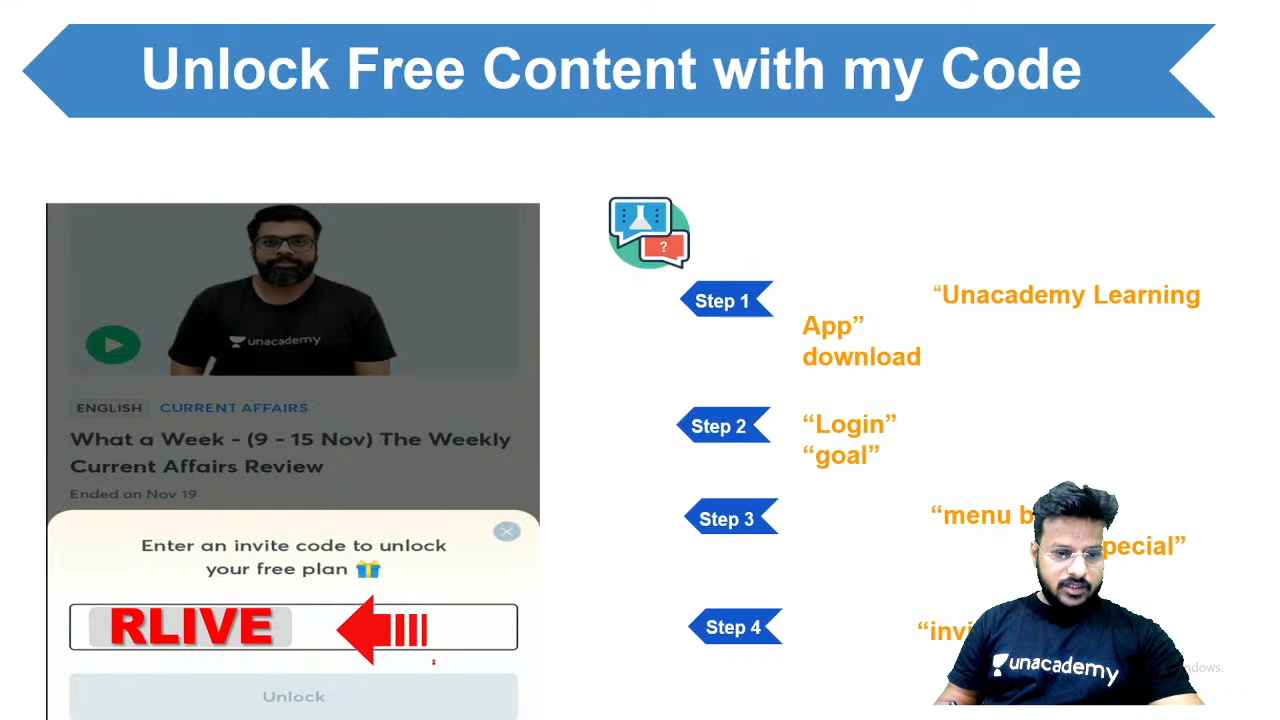 Unlock Free Content with my Code
unacademy
ENGLISH CURRENT AFFAIRS
What a Week - (9 - 15 Nov) The Weekly
Current Affairs Review
Ended on Nov 19
Enter an invite code to unlock
your free plan
RLIVE
Unlock
?
Step 1
“Unacademy Learning
App”
download
Step 2
“Login”
“goal”
Step 3
“menu b
pecial”
Step 4
“invi
unacademy
ndows.